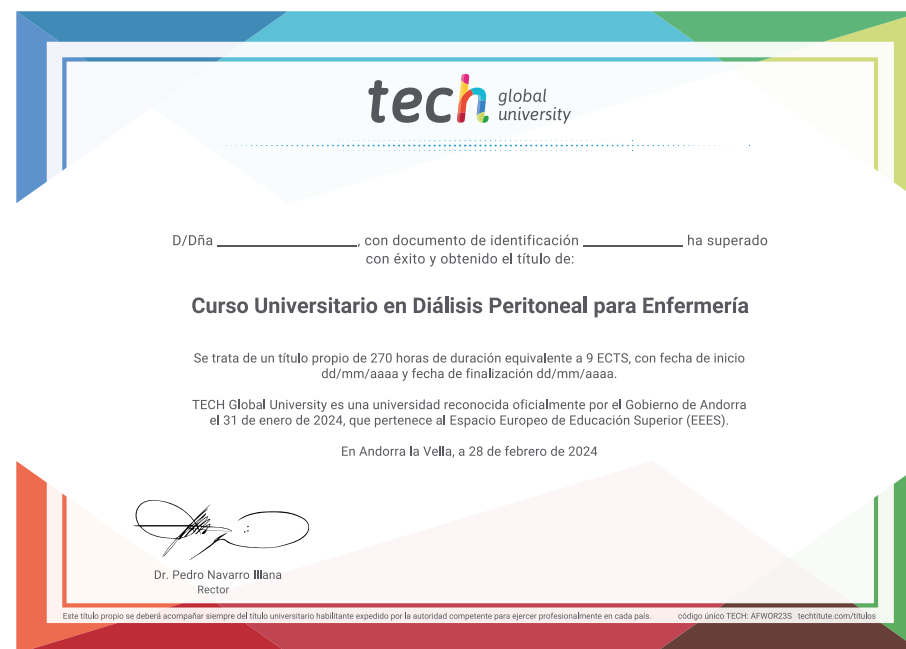 tech global university
D/Dña ____________________, con documento de identificación ______________ ha superado
con éxito y obtenido el título de:
Curso Universitario en Diálisis Peritoneal para Enfermería
Se trata de un título propio de 270 horas de duración equivalente a 9 ECTS, con fecha de inicio
dd/mm/aaaa y fecha de finalización dd/mm/aaaa.
TECH Global University es una universidad reconocida oficialmente por el Gobierno de Andorra
el 31 de enero de 2024, que pertenece al Espacio Europeo de Educación Superior (EEES).
En Andorra la Vella, a 28 de febrero de 2024
Dr. Pedro Navarro Illana
Rector
Este título propio se deberá acompañar siempre del título universitario habilitante expedido por la autoridad competente para ejercer profesionalmente en cada país. código único TECH: AFWOR23S techtitute.com/titulos